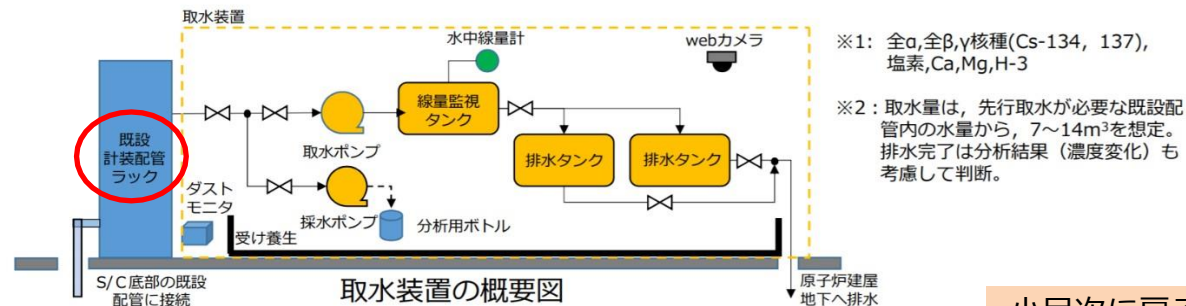 取水装置
水中線量計
webカメラ
線量監視
タンク
既設
計装配管
ラック
取水ポンプ
排水タンク
排水タンク
ダスト
モニタ
採水ポンプ
分析用ボトル
受け養生
S/C底部の既設
配管に接続
取水装置の概要図
原子炉建屋
地下へ排水
※1: 全α,全β,γ核種(Cs-134, 137),
塩素,Ca,Mg,H-3
※2:取水量は,先行取水が必要な既設配
管内の水量から,7~14m³を想定。
排水完了は分析結果(濃度変化)も
考慮して判断。